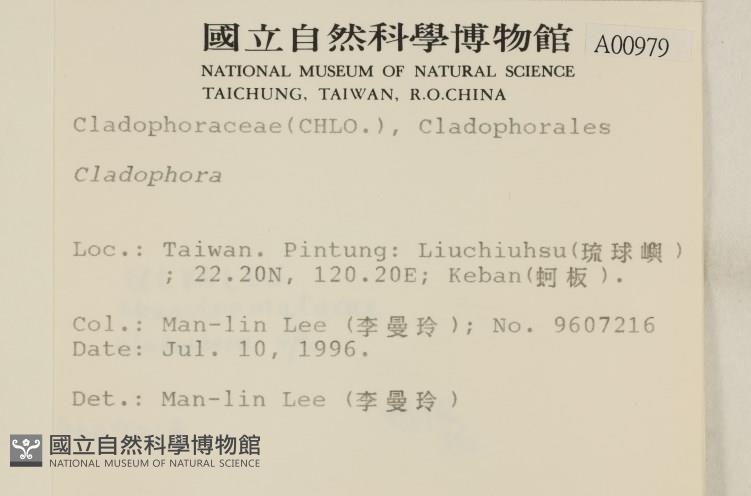 國立自然科學博物館 A00979
NATIONAL MUSEUM OF NATURAL SCIENCE
TAICHUNG, TAIWAN, R.O.CHINA
Cladophoraceae(CHLO.), Cladophorales
Cladophora
Loc.: Taiwan. Pintung: Liuchiuhsu(琉球嶼)
; 22.20N, 120.20E; Keban(蚵板).
Col.: Man-lin Lee (李曼玲); No. 9607216
Date: Jul. 10, 1996.
Det.: Man-lin Lee (李曼玲)
國立自然科學博物館
NATIONAL MUSEUM OF NATURAL SCIENCE